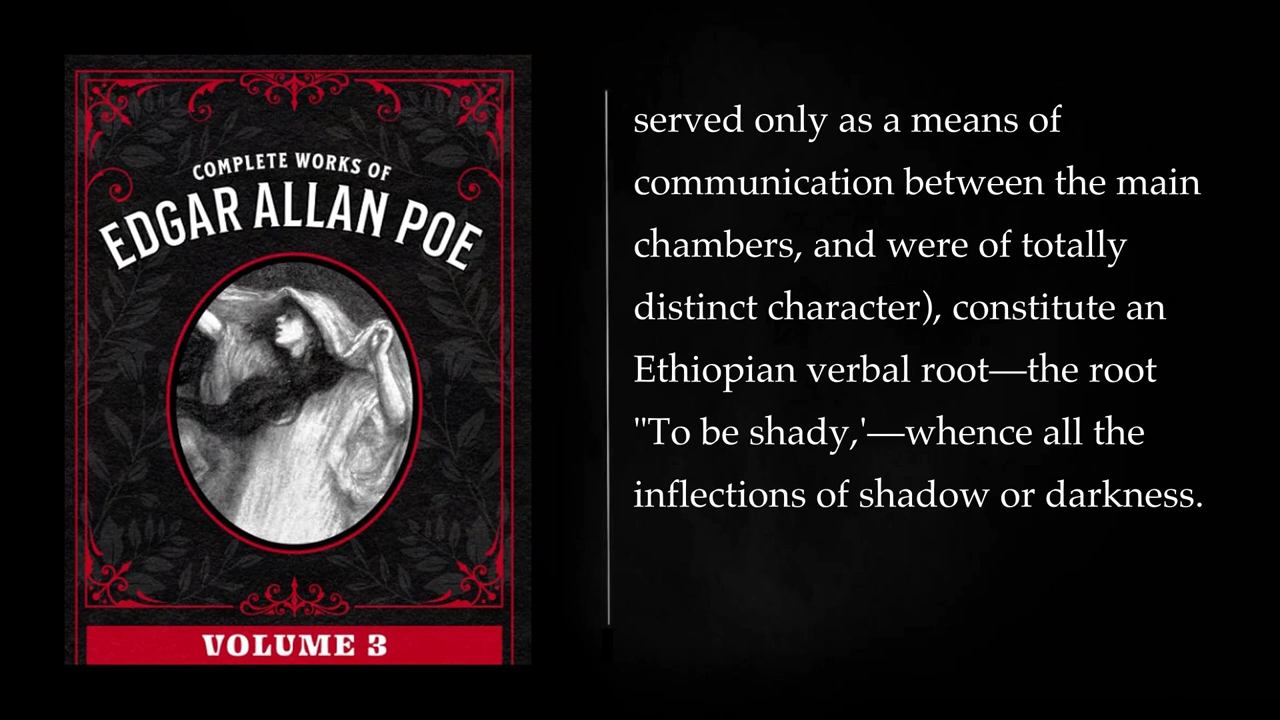 COMPLETE WORKS OF
EDGAR ALLAN POE
VOLUME 3
served only as a means of
communication between the main
chambers, and were of totally
distinct character), constitute an
Ethiopian verbal root—the root
"To be shady,'—whence all the
inflections of shadow or darkness.